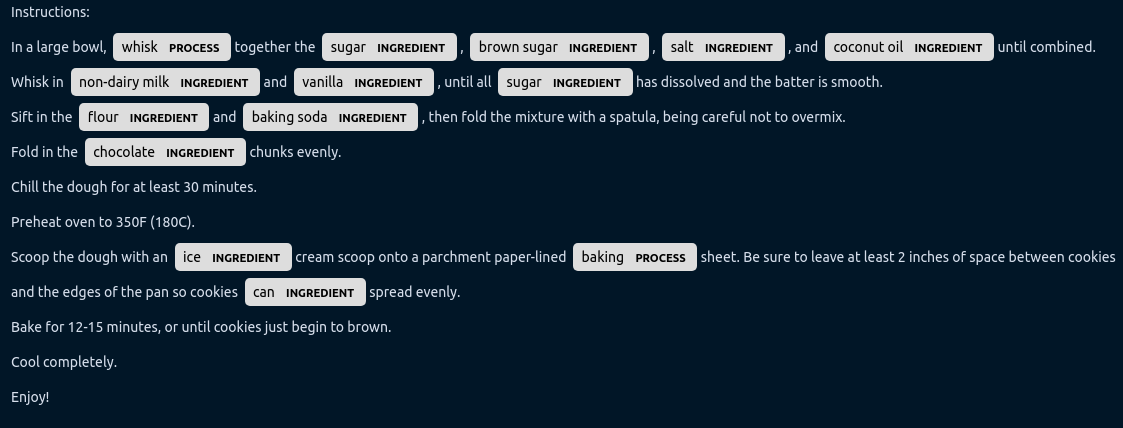 Instructions:
In a large bowl, whisk PROCESS together the sugar INGREDIENT , brown sugar INGREDIENT , salt INGREDIENT , and coconut oil INGREDIENT until combined.
Whisk in non-dairy milk INGREDIENT and vanilla INGREDIENT , until all sugar INGREDIENT has dissolved and the batter is smooth.
Sift in the flour INGREDIENT and baking soda INGREDIENT , then fold the mixture with a spatula, being careful not to overmix.
Fold in the chocolate INGREDIENT chunks evenly.
Chill the dough for at least 30 minutes.
Preheat oven to 350F (180C).
Scoop the dough with an ice INGREDIENT cream scoop onto a parchment paper-lined baking PROCESS sheet. Be sure to leave at least 2 inches of space between cookies
and the edges of the pan so cookies can INGREDIENT spread evenly.
Bake for 12-15 minutes, or until cookies just begin to brown.
Cool completely.
Enjoy!